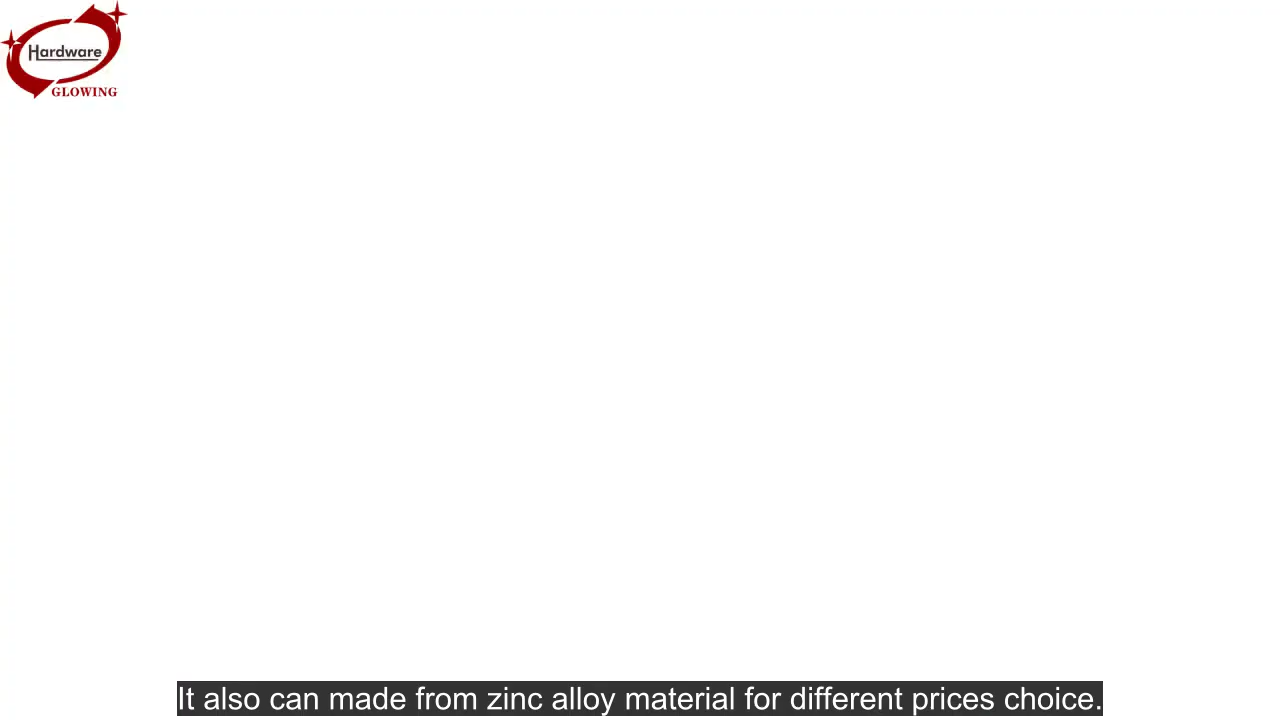 Hardware
GLOWING
It also can made from zinc alloy material for different prices choice.